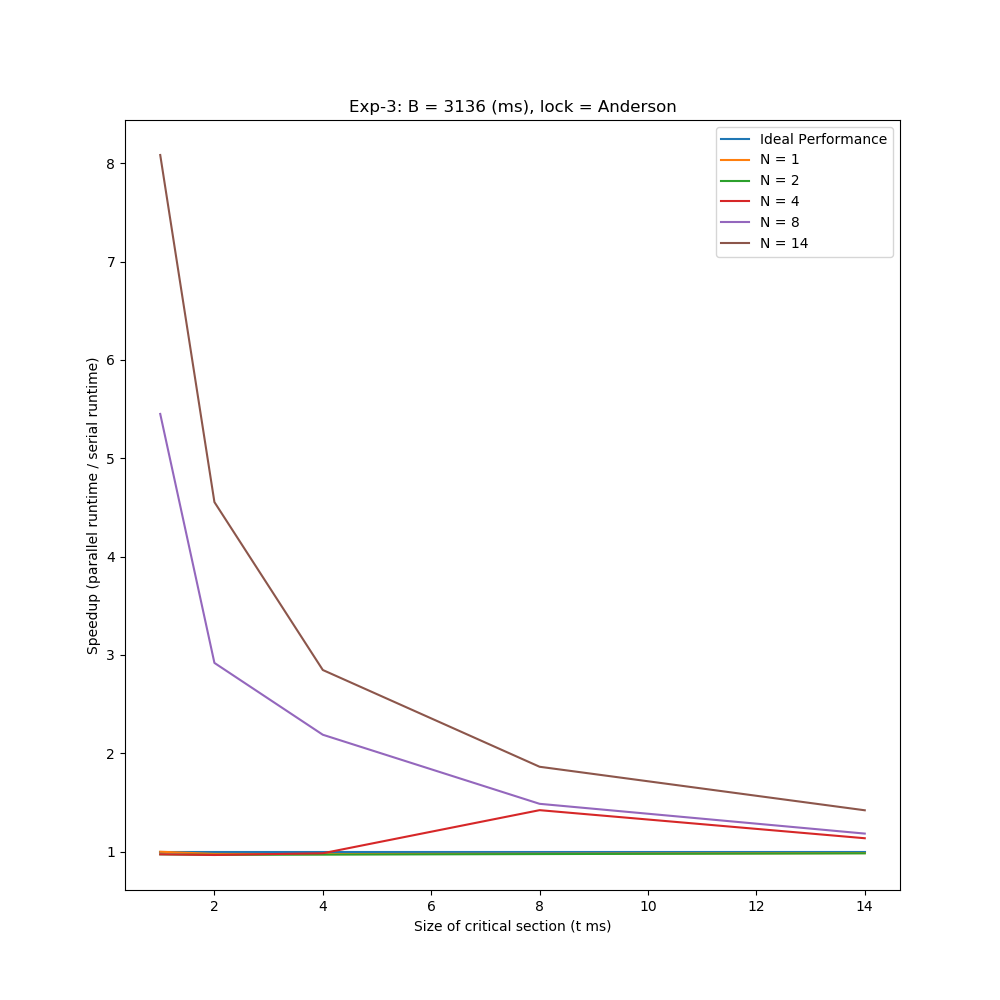 Exp-3: B = 3136 (ms), lock = Anderson
Ideal Performance
N = 1
N = 2
N = 4
N = 8
N = 14
Speedup (parallel runtime / serial runtime)
8
7
6
5
4
3
2
1
2
4
6
8
10
12
14
Size of critical section (t ms)